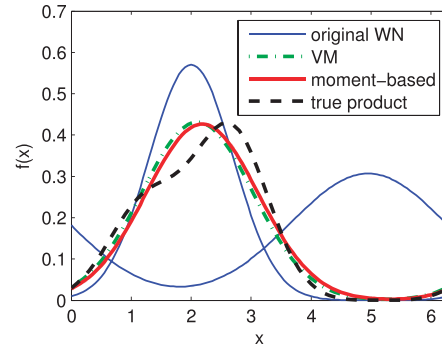 0.7
0.6
0.5
0.4
0.3
0.2
0.1
0
f(x)
original WN
VM
moment-based
true product
0 1 2 3 4 5 6
x